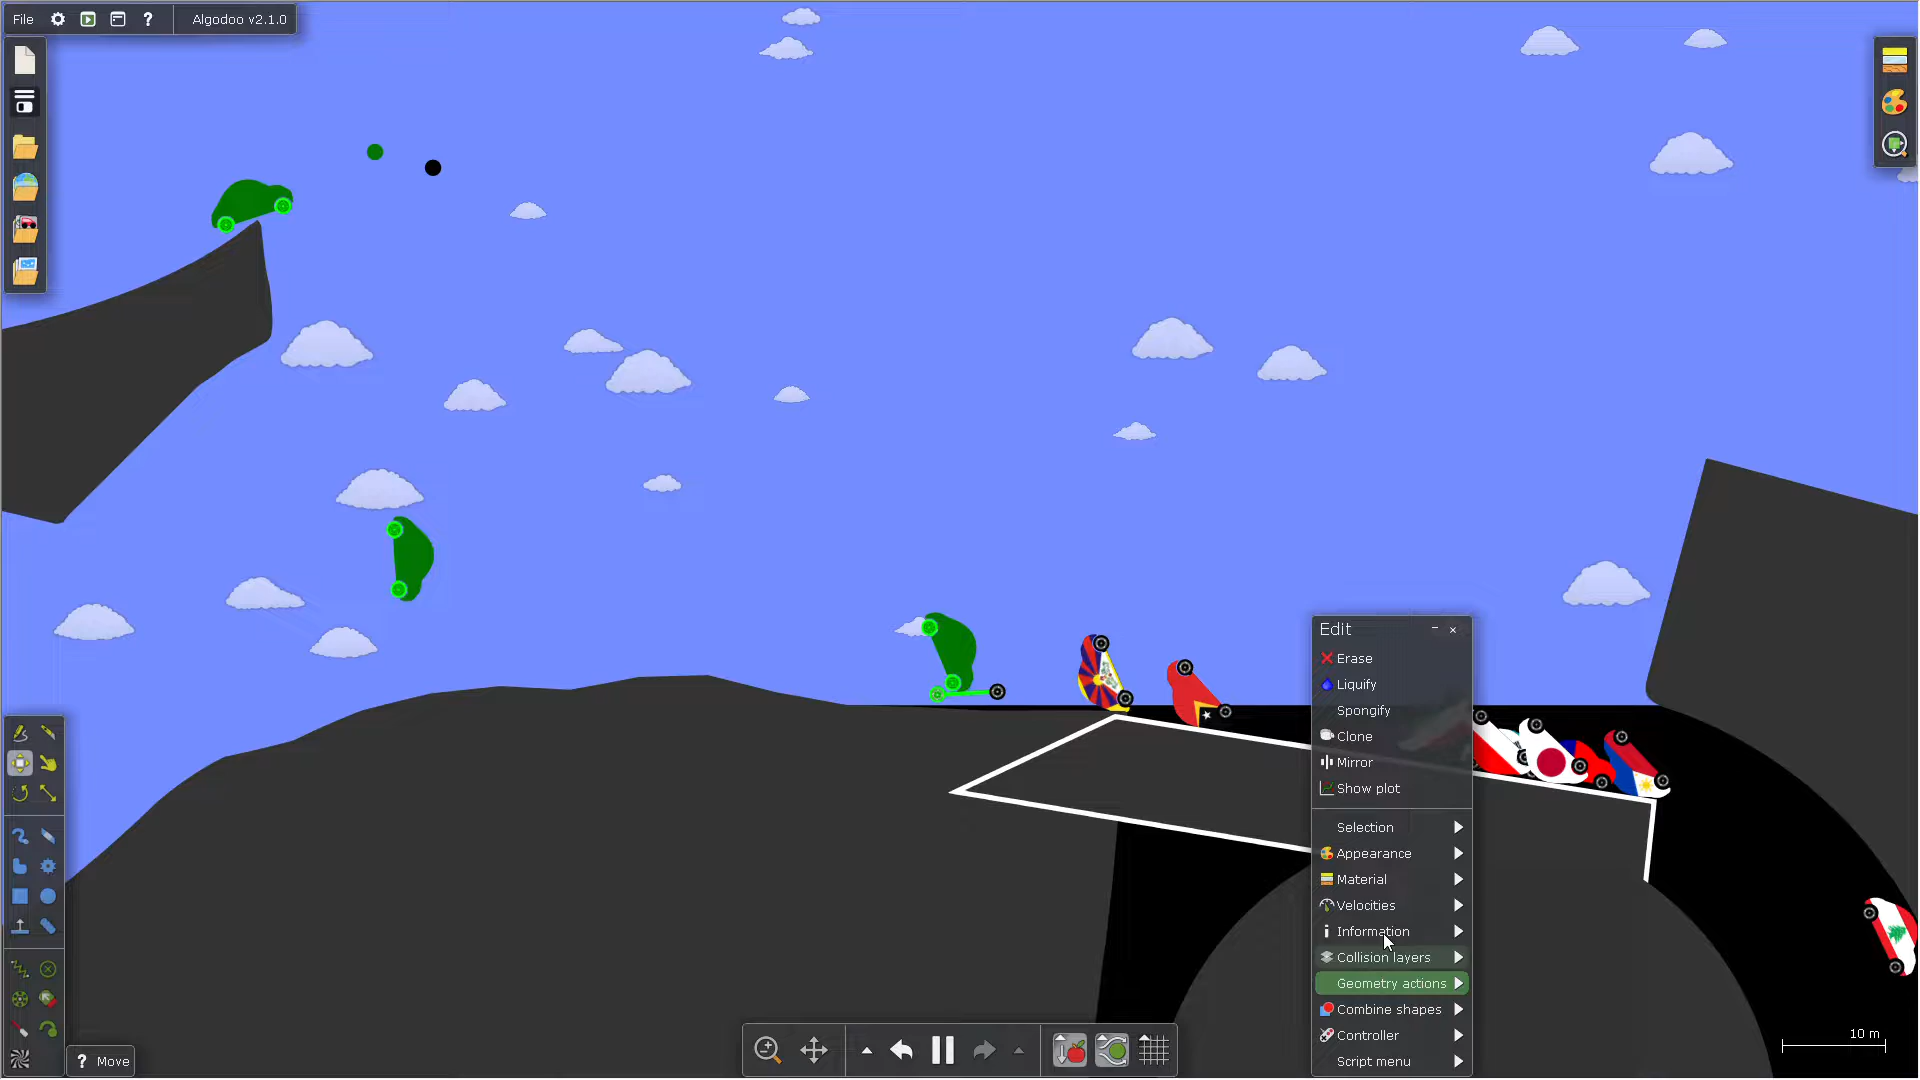 File
?
Algodoo v2.1.0
Edit
Erase
Liquify
Spongify
Clone
Mirror
Show plot
Selection
Appearance
Material
Velocities
Information
Collision layers
Geometry actions
Combine shapes
Controller
Script menu
10 m
? Move